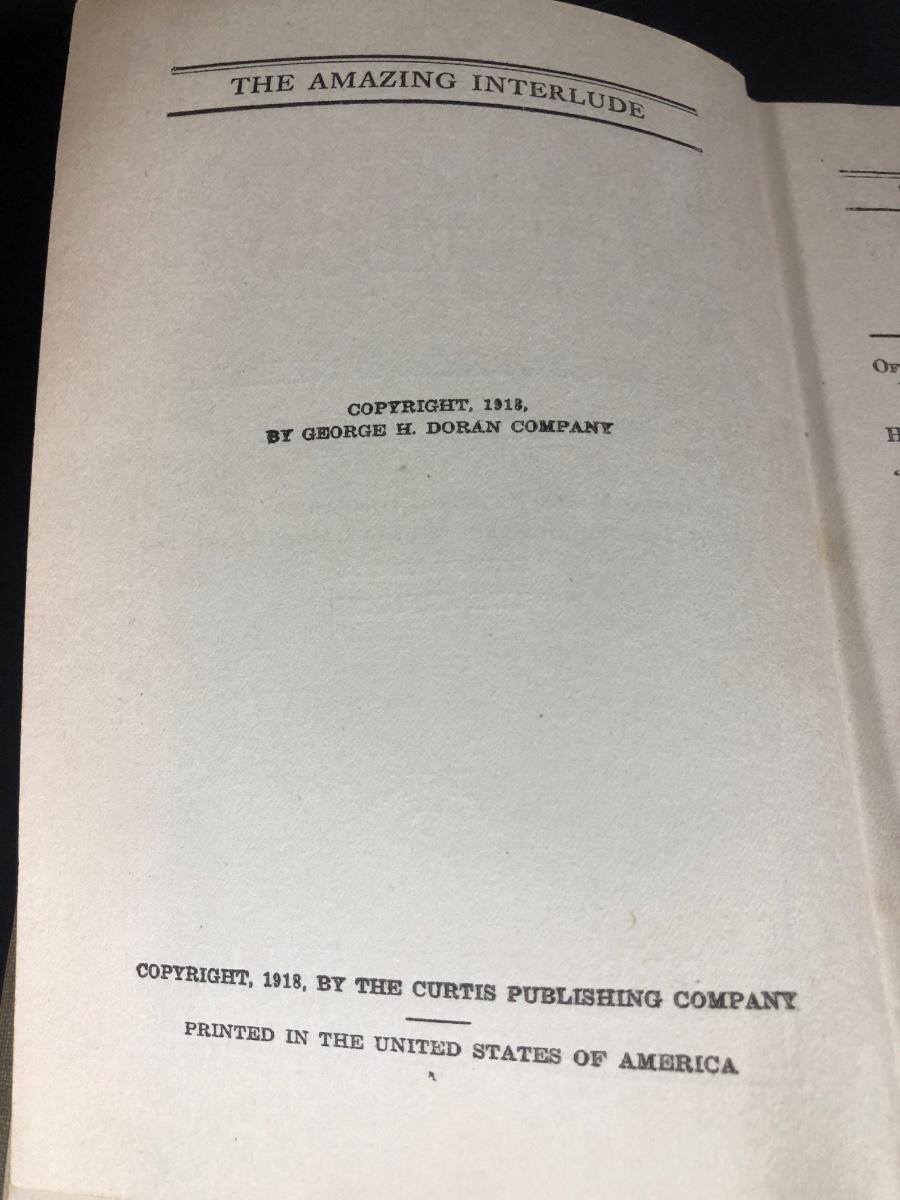 THE AMAZING INTERLUDE
COPYRIGHT, 1918,
BY GEORGE H. DORAN COMPANY
COPYRIGHT, 1918, BY THE CURTIS PUBLISHING COMPANY
PRINTED IN THE UNITED STATES OF AMERICA